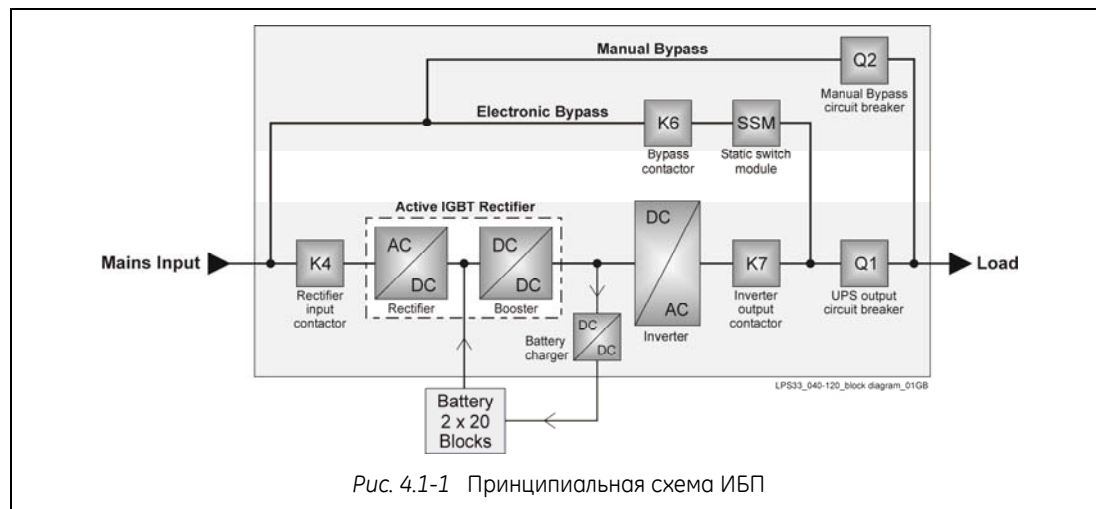 Manual Bypass
Q2
Manual Bypass
circuit breaker
Electronic Bypass
K6
SSM
Bypass
contactor
Static switch
module
Active IGBT Rectifier
Mains Input
K4
Rectifier
input
contactor
AC
DC
Rectifier
DC
DC
Booster
DC
AC
Inverter
K7
Inverter
output
contactor
Q1
UPS output
circuit breaker
Load
Battery
charger
DC
DC
LPS33_040-120_block diagram_01GB
Battery
2 x 20
Blocks
Рис. 4.1-1 Принципиальная схема ИБП